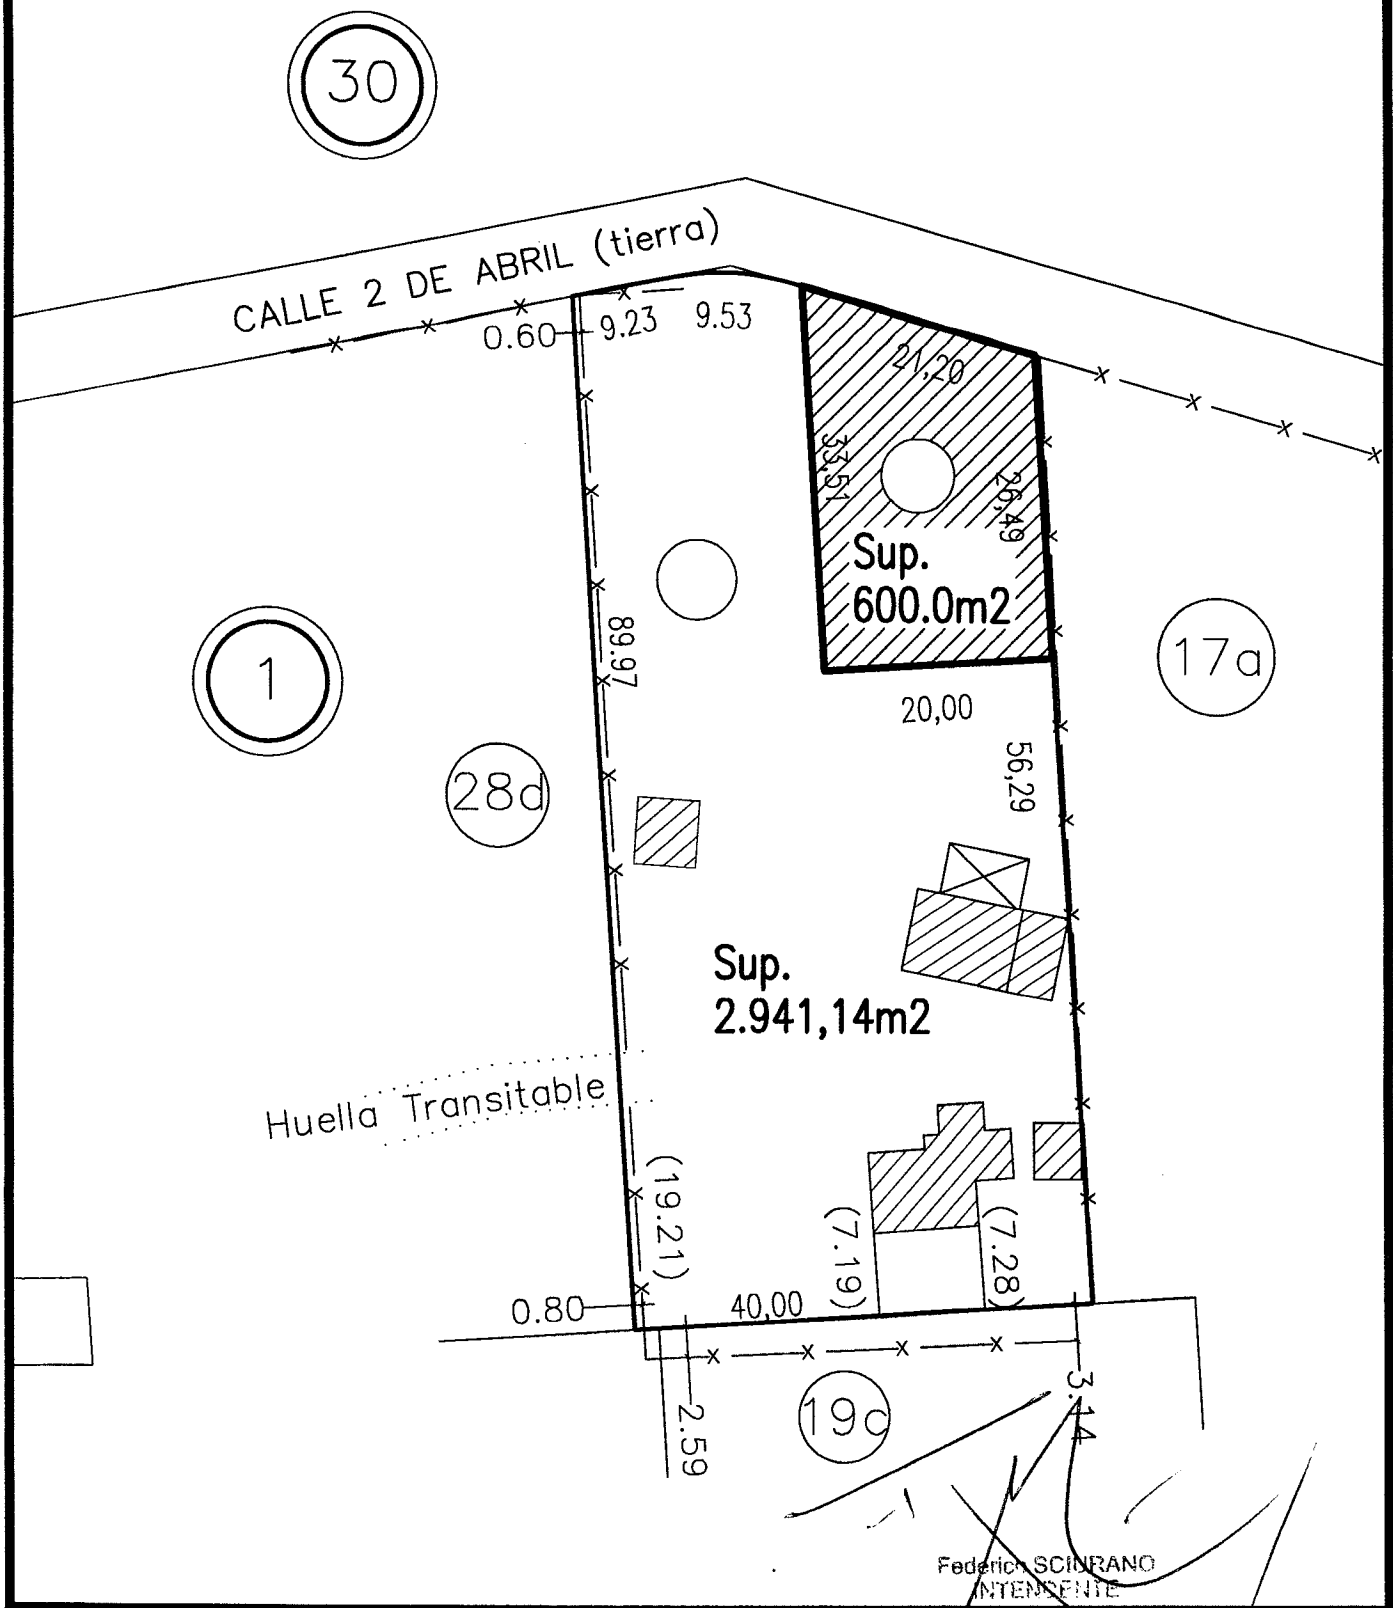 30
CALLE 2 DE ABRIL (tierra)
0.60
9.23
9.53
21,20
33,51
26,49
Sup.
600.0m2
89.97
1
17a
20,00
28d
56,29
Sup.
2.941,14m2
Huella Transitable
(19.21)
(7.19)
(7.28)
0.80
40,00
3.14
19c
2.59
Federico SCIURANO
INTENDENTE